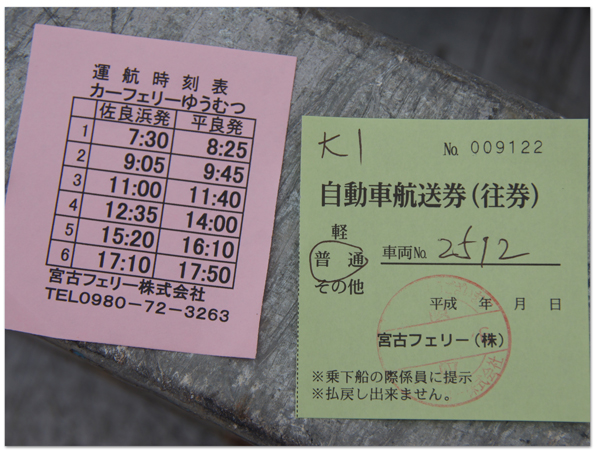 運航時刻表
カーフェリーゆうむつ
佐良浜発 平良発
1 7:30 8:25
2 9:05 9:45
3 11:00 11:40
4 12:35 14:00
5 15:20 16:10
6 17:10 17:50
宮古フェリー株式会社
TEL0980-72-3263
K1 No. 009122
自動車航送券(往券)
軽
普通 車両No. 2512
その他
平成 年 月 日
宮古フェリー(株)
※乗下船の際係員に提示
※払戻し出来ません。